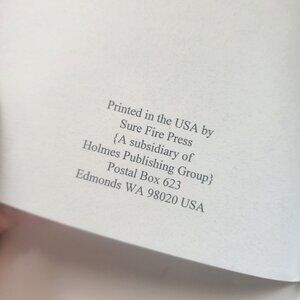 Printed in the USA by
Sure Fire Press
{A subsidiary of
Holmes Publishing Group}
Postal Box 623
Edmonds WA 98020 USA